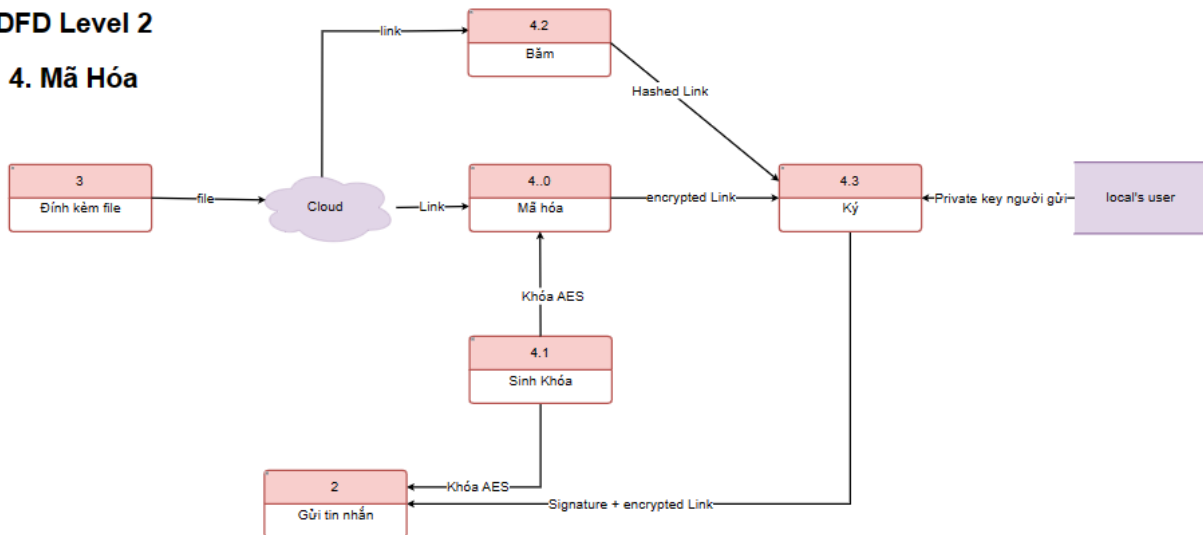 DFD Level 2
4. Mã Hóa
link
4.2
Băm
Hashed Link
3
Đính kèm file
file
Cloud
Link
4..0
Mã hóa
encrypted Link
4.3
Ký
Private key người gửi
local's user
Khóa AES
4.1
Sinh Khóa
2
Gửi tin nhắn
Khóa AES
Signature + encrypted Link